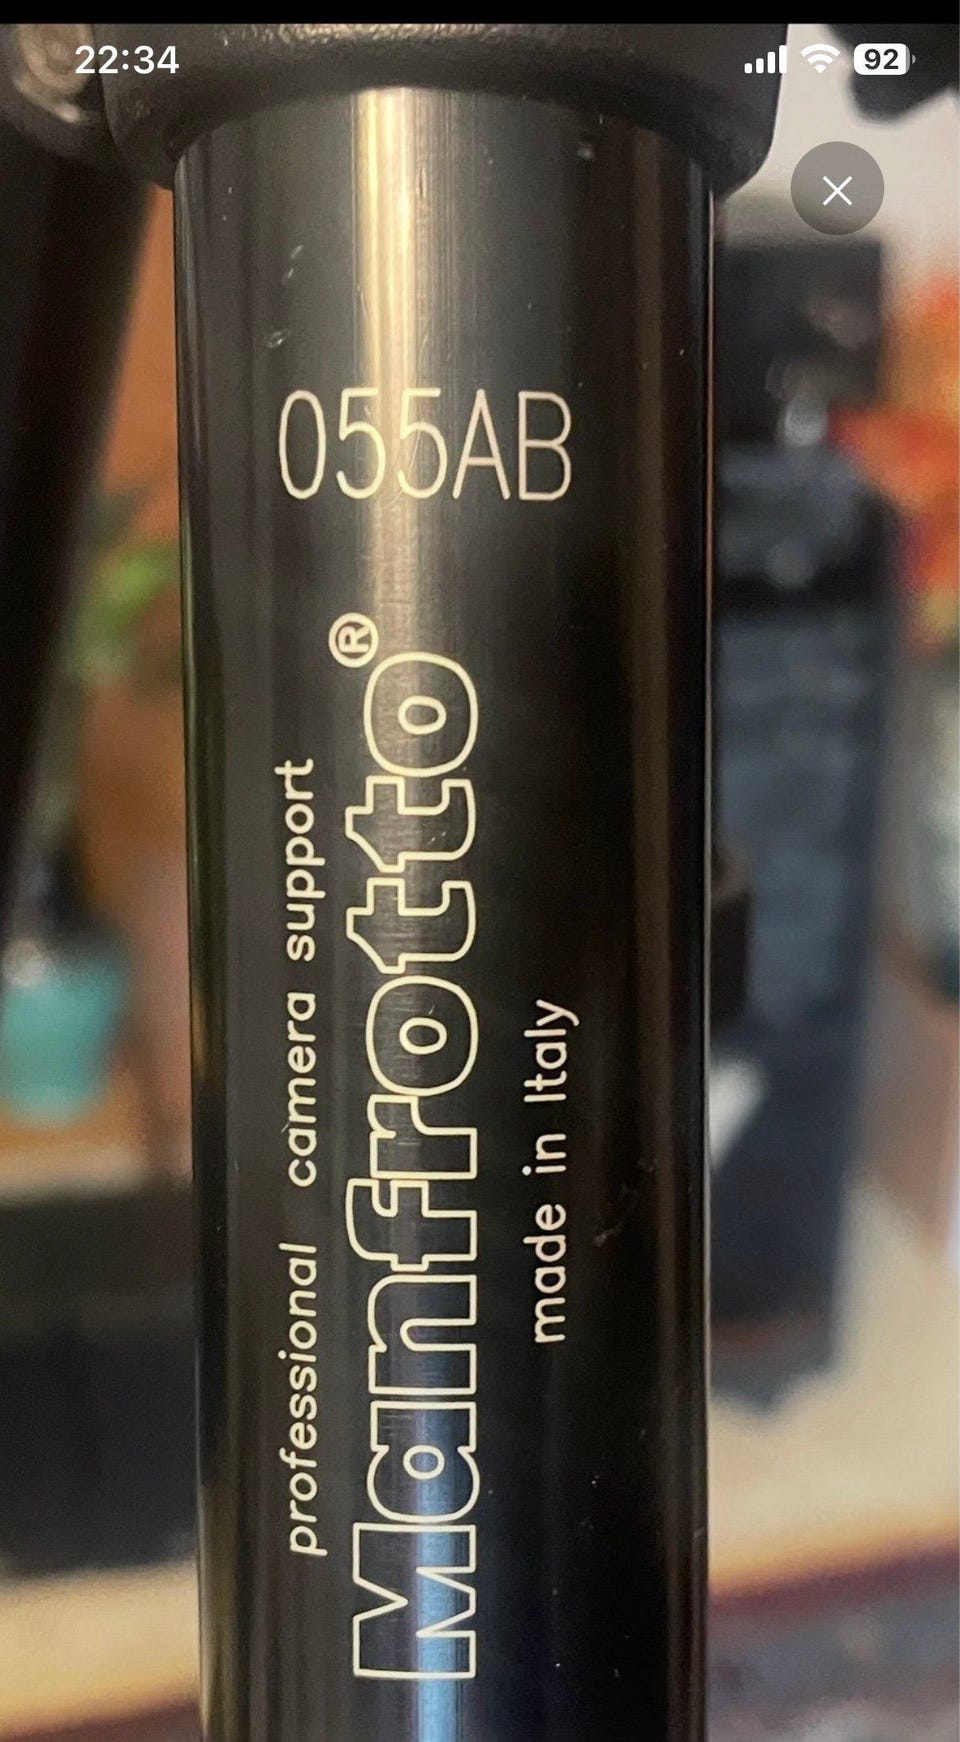 22:34
92
055AB
professional camera support
Manfrotto®
made in Italy